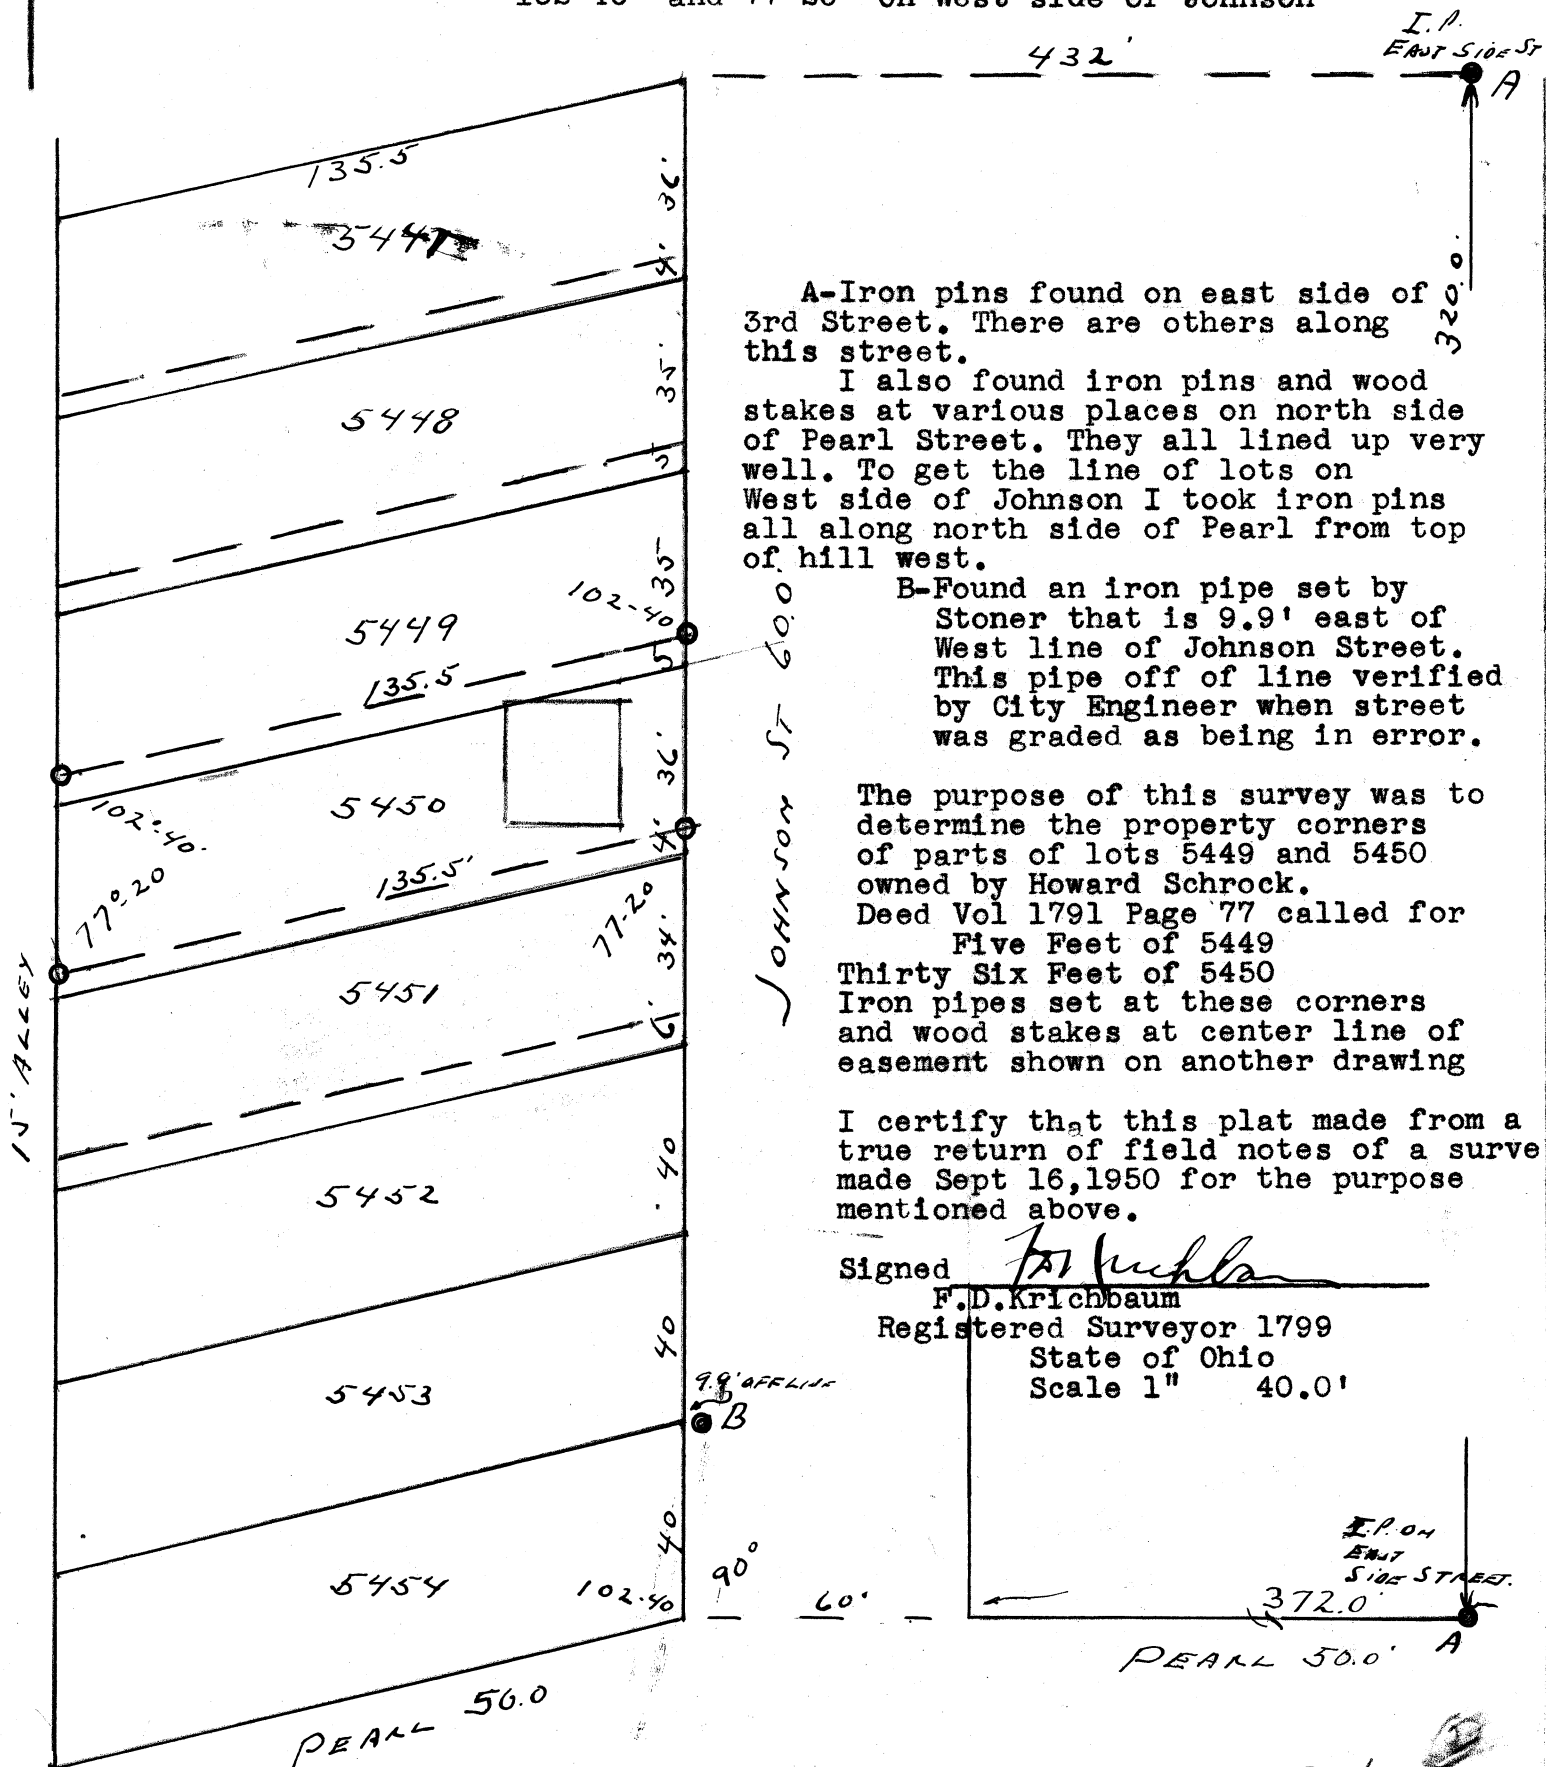 102 40 and 77 20 on west side of Johnson
I.P.
EAST SIDE ST
432'
A
135.5
36'
5447
4'
320.0'
A-Iron pins found on east side of
3rd Street. There are others along
this street.
I also found iron pins and wood
stakes at various places on north side
of Pearl Street. They all lined up very
well. To get the line of lots on
West side of Johnson I took iron pins
all along north side of Pearl from top
of hill west.
B-Found an iron pipe set by
Stoner that is 9.9' east of
West line of Johnson Street.
This pipe off of line verified
by City Engineer when street
was graded as being in error.
The purpose of this survey was to
determine the property corners
of parts of lots 5449 and 5450
owned by Howard Schrock.
Deed Vol 1791 Page 77 called for
Five Feet of 5449
Thirty Six Feet of 5450
Iron pipes set at these corners
and wood stakes at center line of
easement shown on another drawing
I certify that this plat made from a
true return of field notes of a surve
made Sept 16,1950 for the purpose
mentioned above.
Signed
F.D.Krichbaum
Registered Surveyor 1799
State of Ohio
Scale 1" 40.0'
35'
5448
5
35
102-40
5449
5
135.5
JOHNSON ST 60.0
36'
5450
102°-40'
4'
135.5'
77°-20
77-20
34'
5451
6'
15' ALLEY
40
5452
40
5453
9.9' OFF LINE
B
40
5454
102-40
90°
60'
I.P. ON
EAST
SIDE STREET.
372.0'
A
PEARL 50.0'
PEARL 50.0